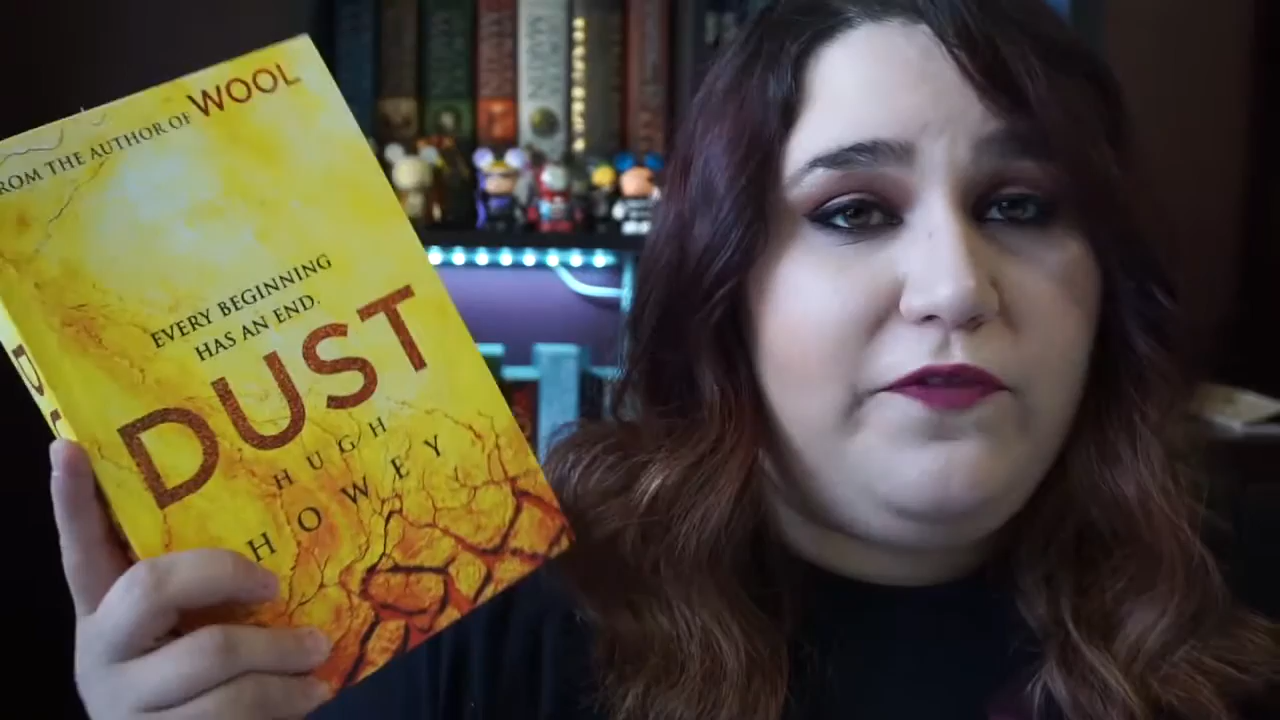 ROM THE AUTHOR OF WOOL
EVERY BEGINNING
HAS AN END.
DUST
HUGH
HOWEY